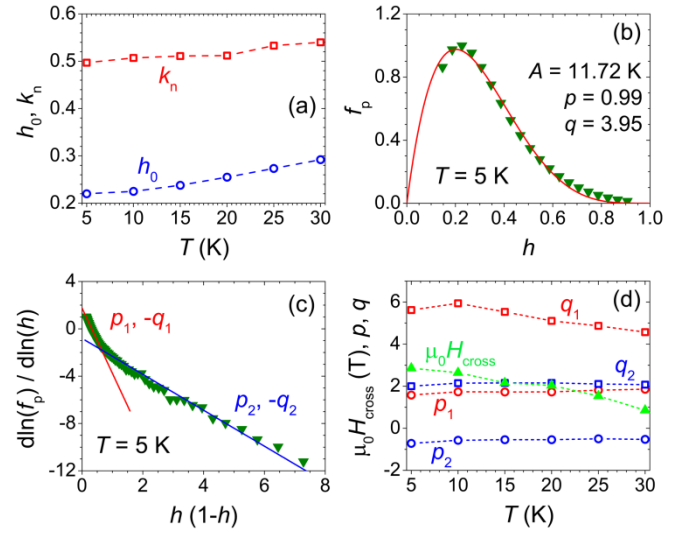 0.6
0.5
0.4
0.3
0.2
h₀, kₙ
kₙ
(a)
h₀
5 10 15 20 25 30
T (K)
1.2
0.8
0.4
0.0
fₚ
(b)
A = 11.72 K
p = 0.99
q = 3.95
T = 5 K
0.0 0.2 0.4 0.6 0.8 1.0
h
4
0
-4
-8
-12
dln(fₚ) / dln(h)
(c)
p₁, -q₁
p₂, -q₂
T = 5 K
0 2 4 6 8
h (1-h)
6
4
2
0
-2
μ₀H_cross (T), p, q
(d)
q₁
μ₀H_cross
q₂
p₁
p₂
5 10 15 20 25 30
T (K)